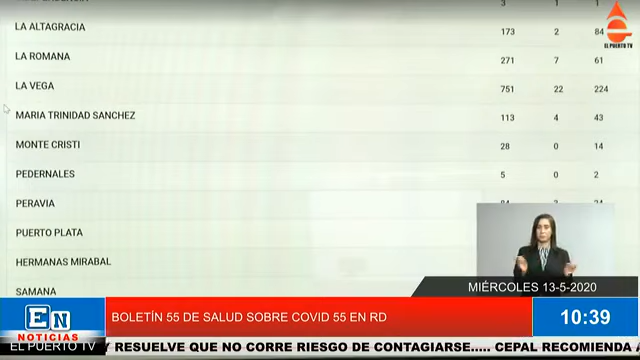 3 1 1
LA ALTAGRACIA 173 2 84
LA ROMANA 271 7 61
LA VEGA 751 22 224
MARIA TRINIDAD SANCHEZ 113 4 43
MONTE CRISTI 28 0 14
PEDERNALES 5 0 2
PERAVIA
PUERTO PLATA
HERMANAS MIRABAL
SAMANA
EL PUERTO TV
MIÉRCOLES 13-5-2020
EN NOTICIAS
BOLETÍN 55 DE SALUD SOBRE COVID 55 EN RD
10:39
EL PUERTO TV Y RESUELVE QUE NO CORRE RIESGO DE CONTAGIARSE.... CEPAL RECOMIENDA